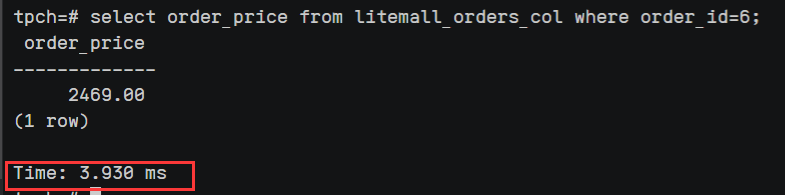 tpch=# select order_price from litemall_orders_col where order_id=6;
order_price
-------------
2469.00
(1 row)
Time: 3.930 ms